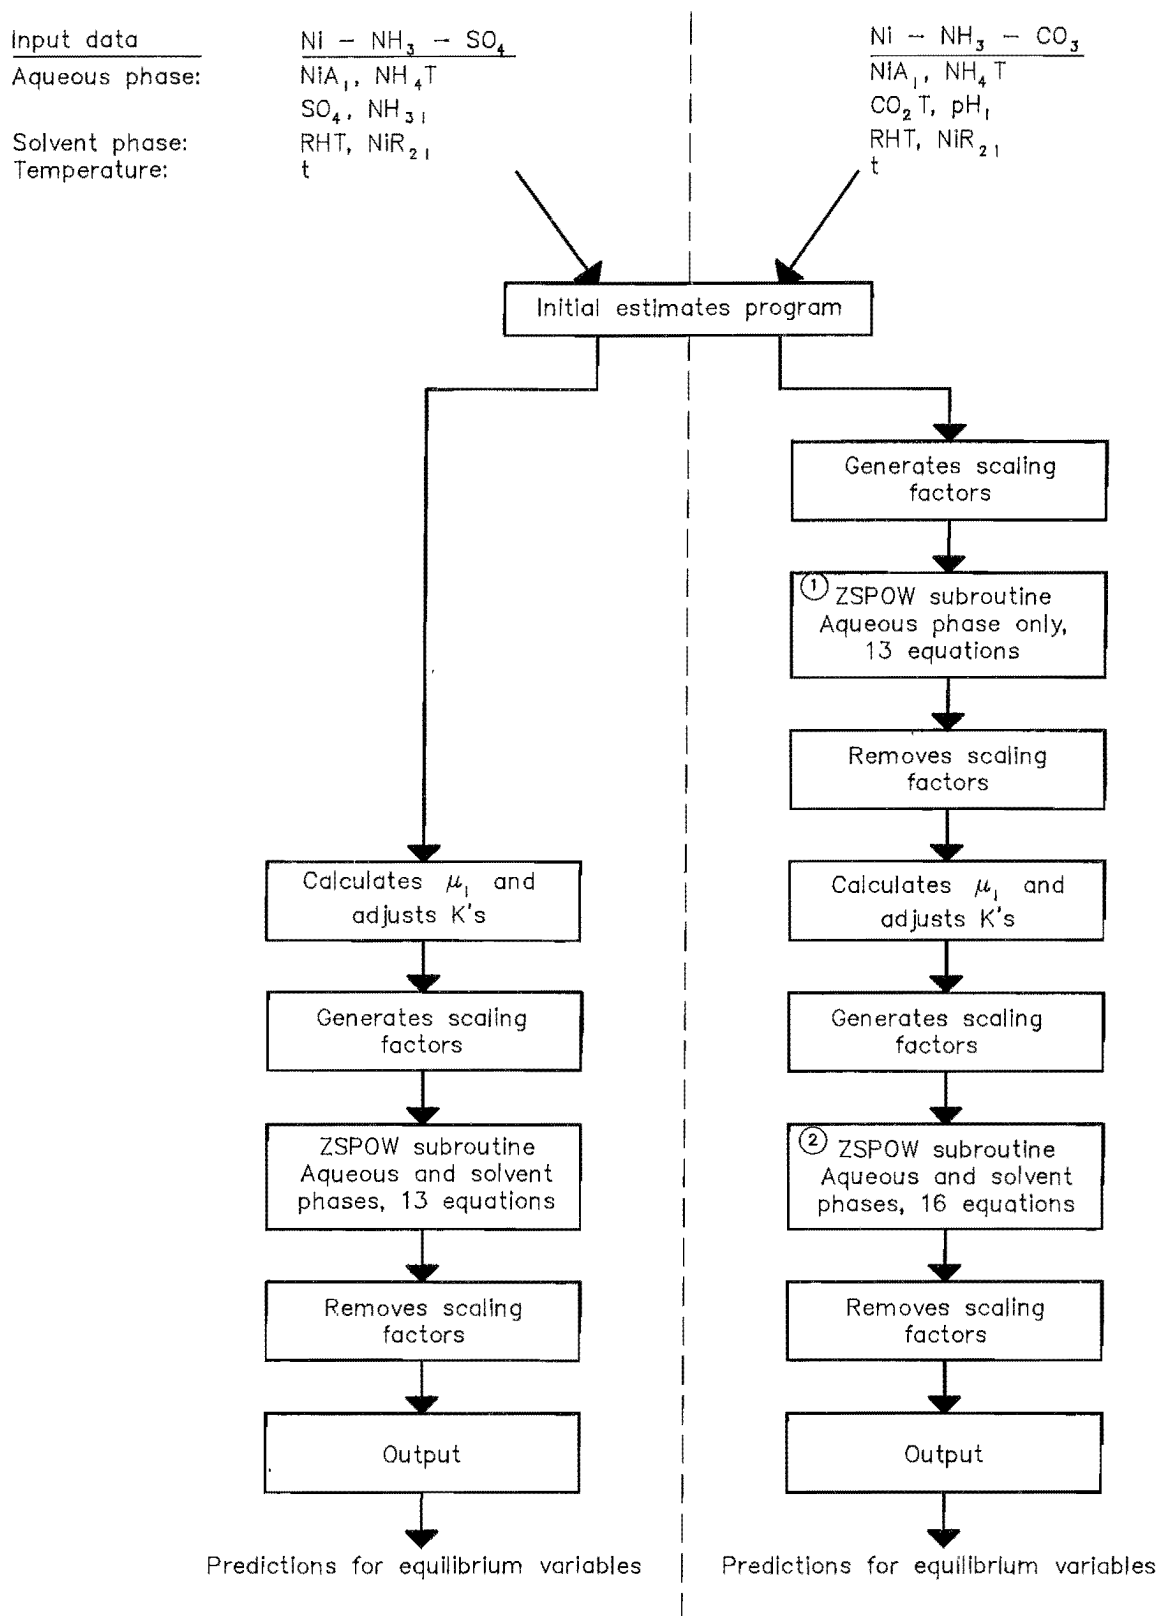 Input data
Ni – NH₃ – SO₄
Ni – NH₃ – CO₃
Aqueous phase:
NiA₁, NH₄T
NiA₁, NH₄T
SO₄, NH₃₁
CO₂T, pH₁
Solvent phase:
RHT, NiR₂₁
RHT, NiR₂₁
Temperature:
t
t
Initial estimates program
Generates scaling
factors
① ZSPOW subroutine
Aqueous phase only,
13 equations
Removes scaling
factors
Calculates μ₁ and
adjusts K's
Generates scaling
factors
ZSPOW subroutine
Aqueous and solvent
phases, 13 equations
Removes scaling
factors
Output
Predictions for equilibrium variables
Calculates μ₁ and
adjusts K's
Generates scaling
factors
② ZSPOW subroutine
Aqueous and solvent
phases, 16 equations
Removes scaling
factors
Output
Predictions for equilibrium variables